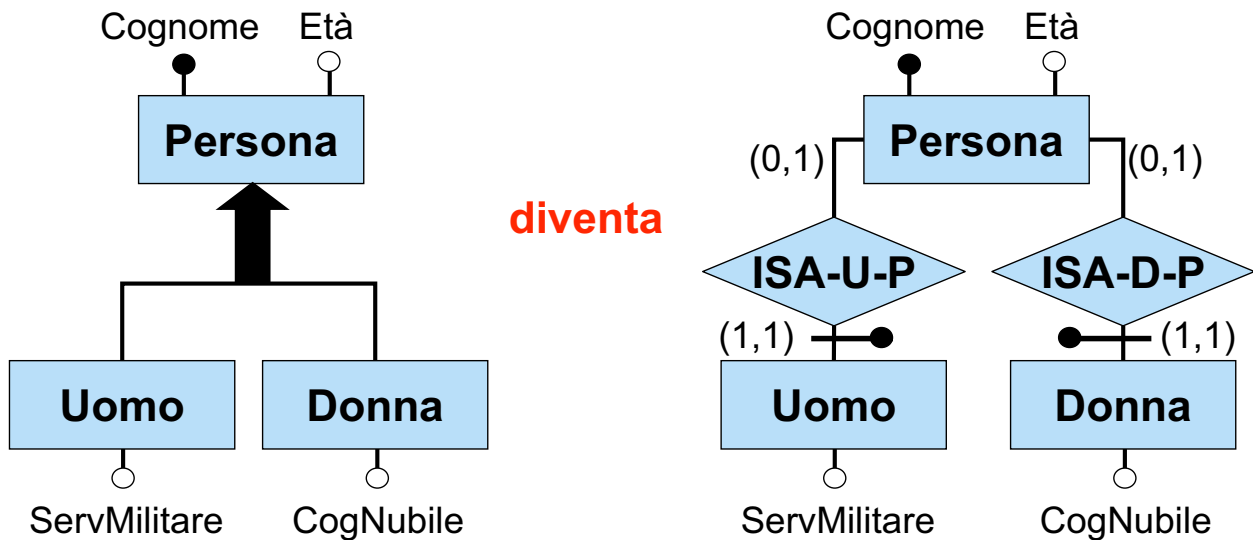 Cognome Età
Persona
Uomo Donna
ServMilitare CogNubile
diventa
Cognome Età
(0,1) Persona (0,1)
ISA-U-P ISA-D-P
(1,1) (1,1)
Uomo Donna
ServMilitare CogNubile